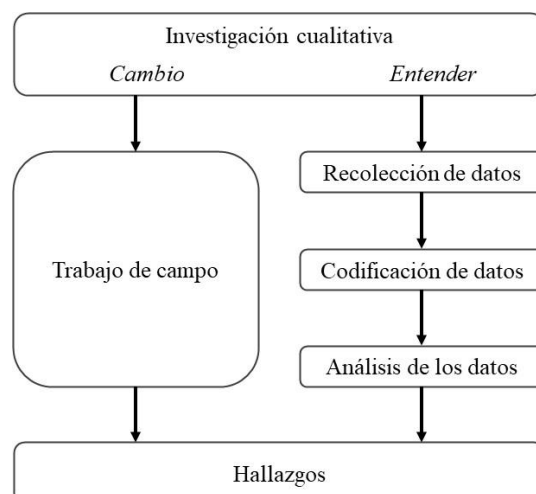 Investigación cualitativa
Cambio Entender
Recolección de datos
Trabajo de campo
Codificación de datos
Análisis de los datos
Hallazgos